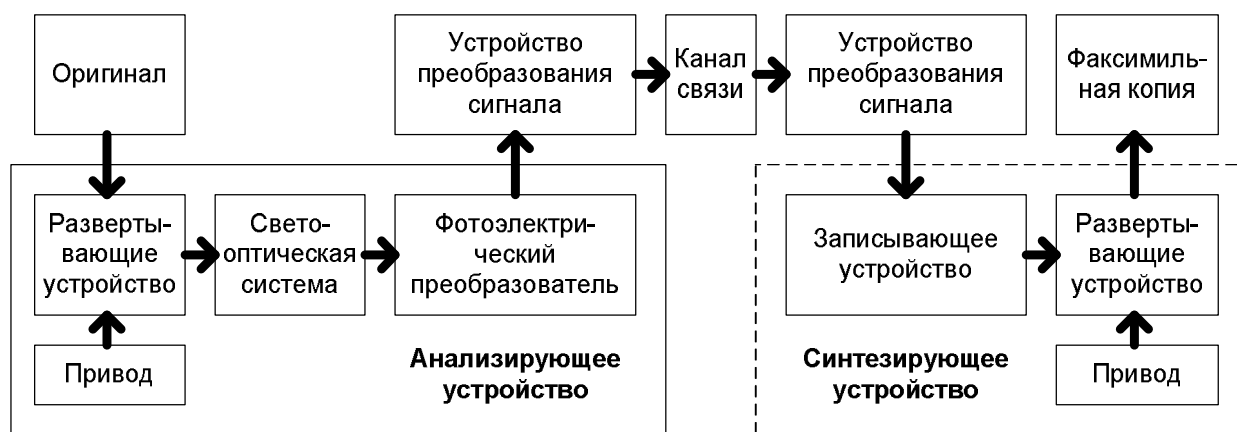 Оригинал
Устройство
преобразования
сигнала
Канал
связи
Устройство
преобразования
сигнала
Факсимиль-
ная копия
Разверты-
вающие
устройство
Свето-
оптическая
система
Фотоэлектри-
ческий
преобразователь
Записывающее
устройство
Разверты-
вающие
устройство
Привод
Анализирующее
устройство
Синтезирующее
устройство
Привод